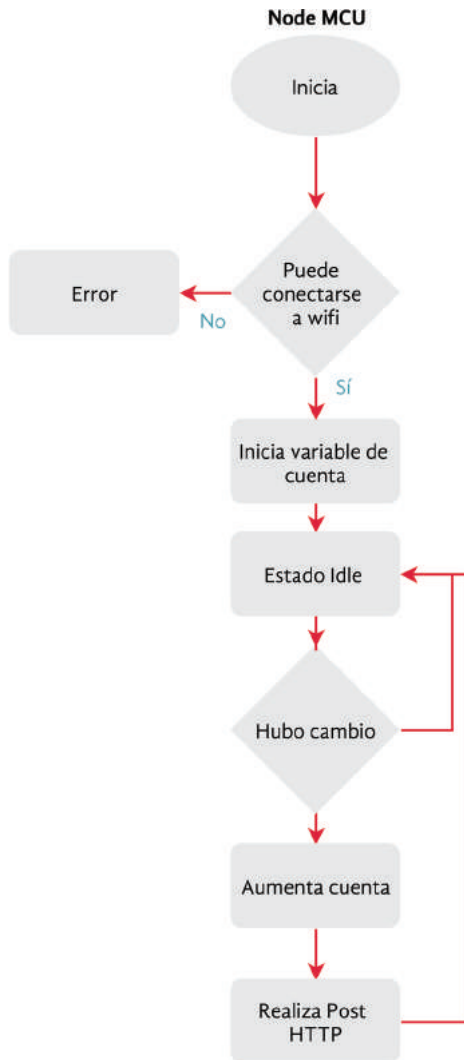 Node MCU
Inicia
Puede
conectarse
a wifi
Error
No
Sí
Inicia variable de
cuenta
Estado Idle
Hubo cambio
Aumenta cuenta
Realiza Post
HTTP